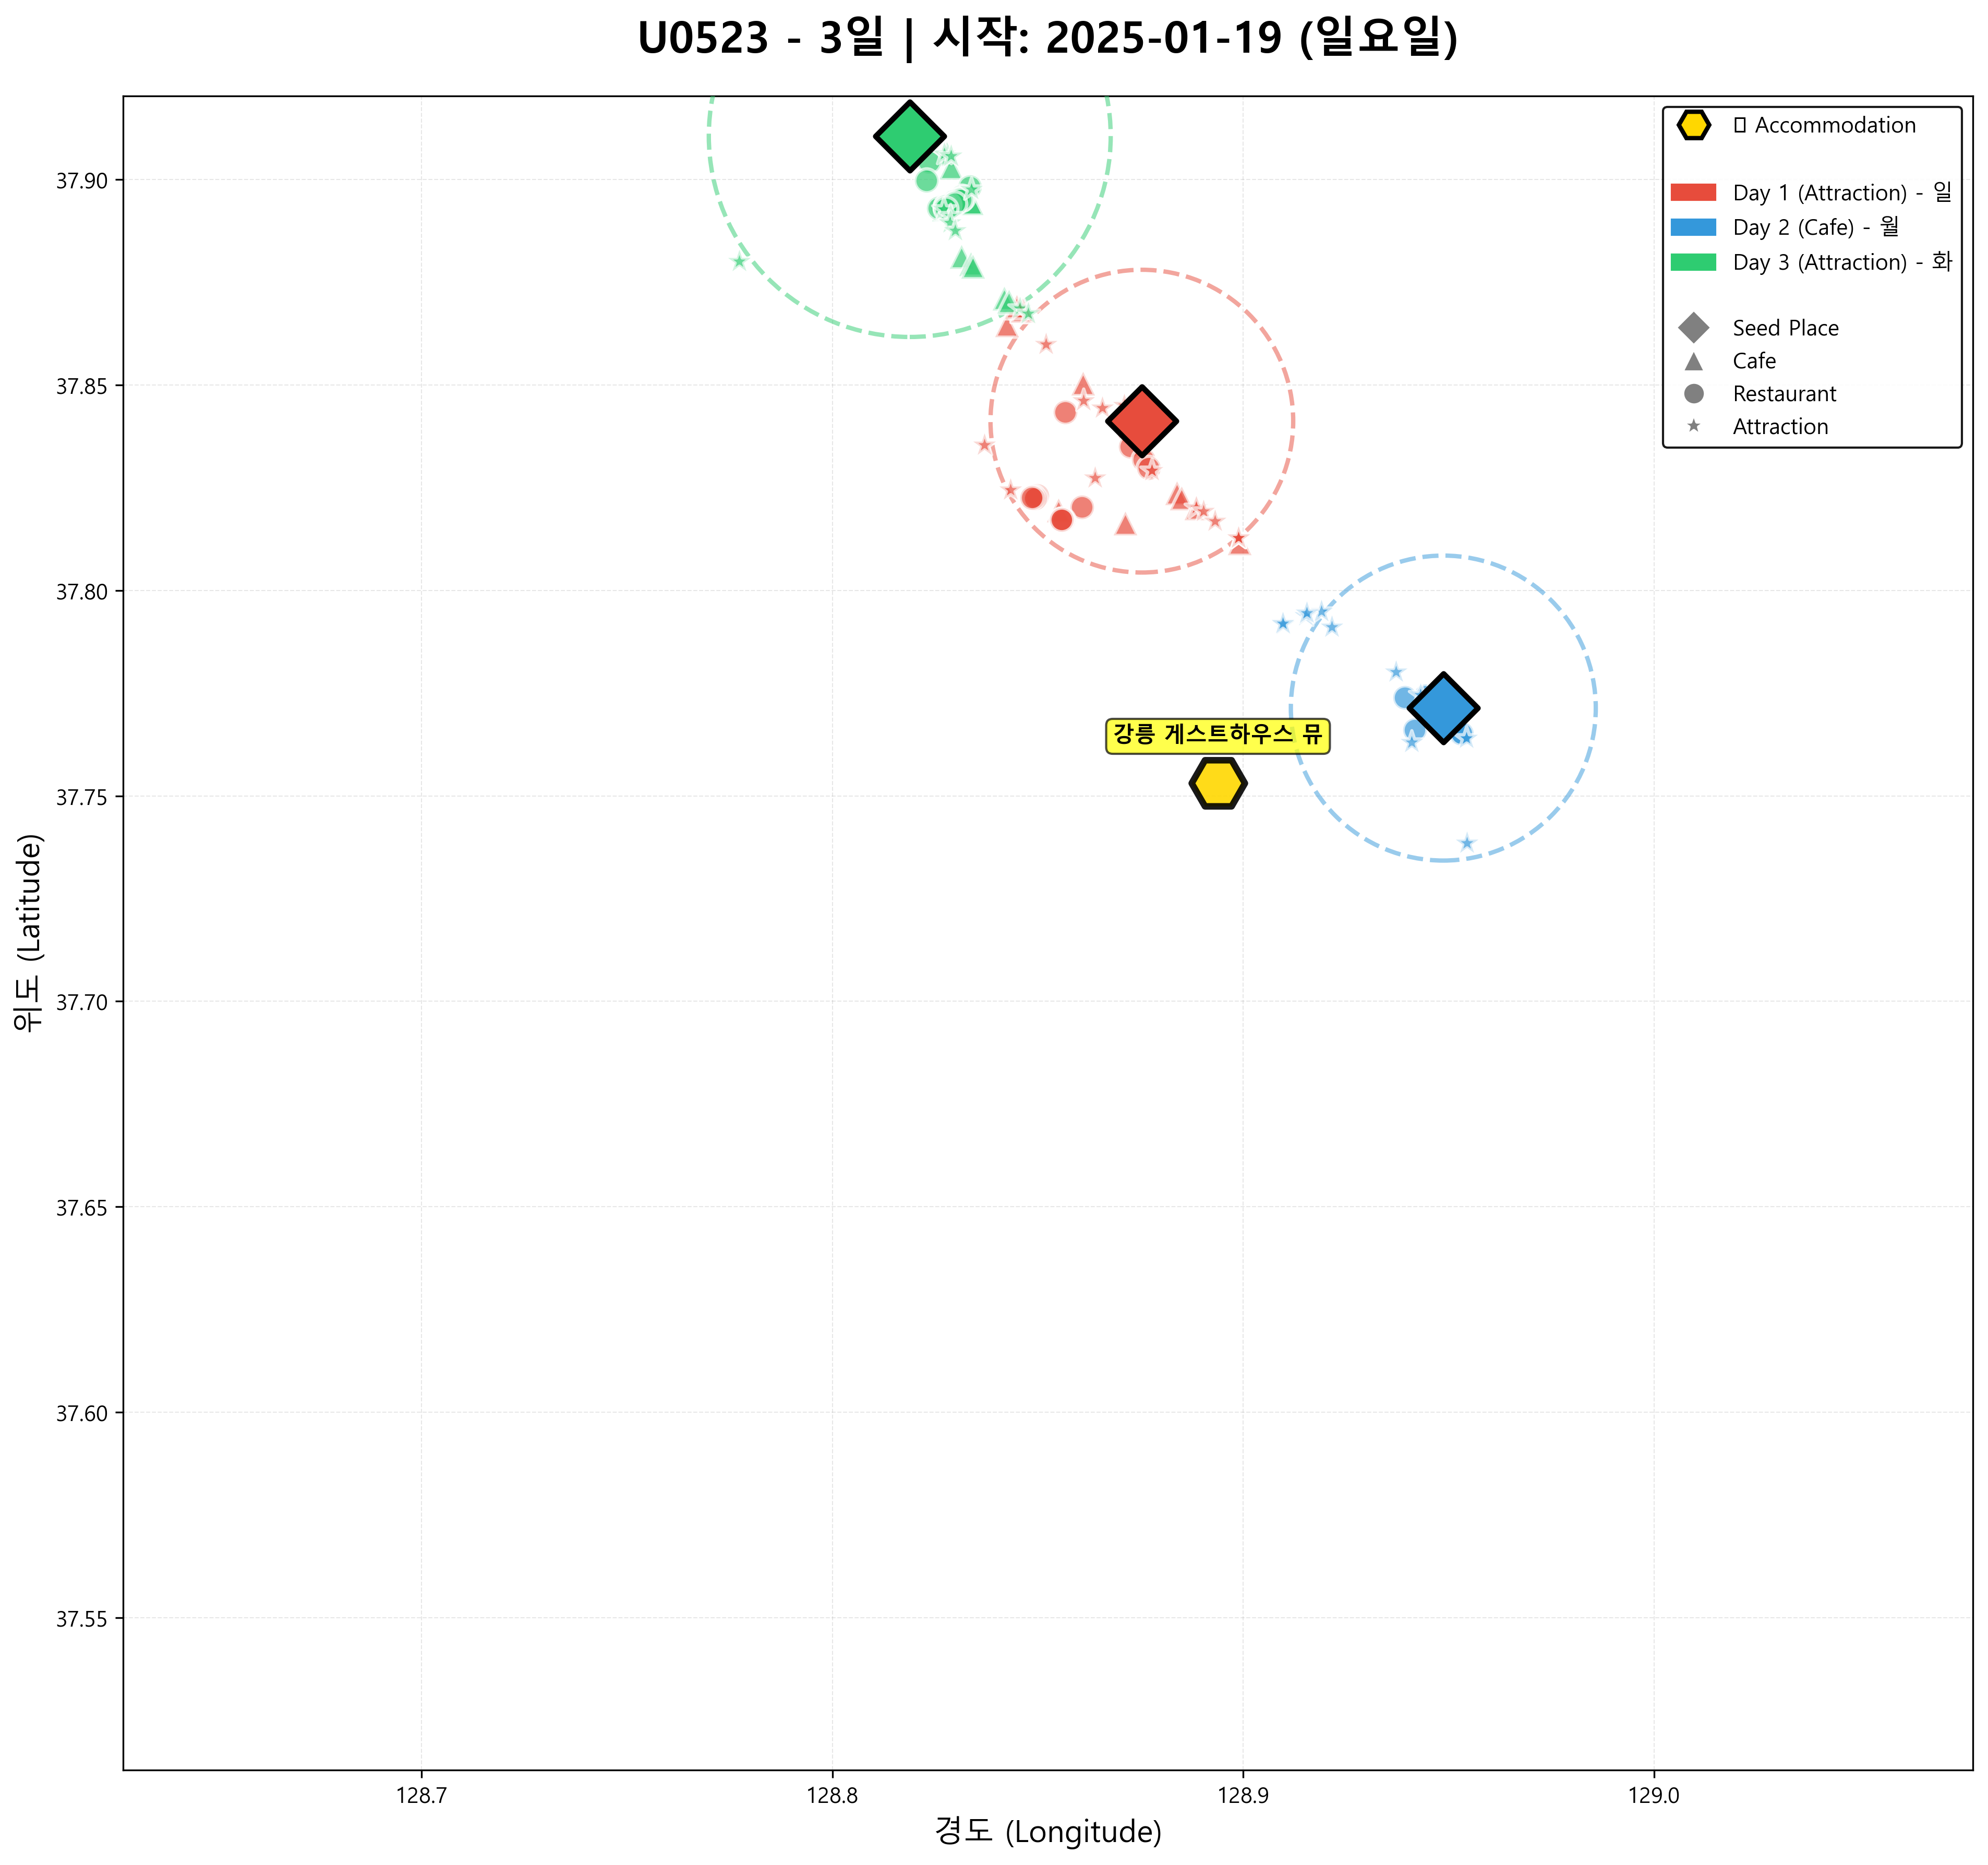 U0523 - 3일 | 시작: 2025-01-19 (일요일)
Accommodation
Day 1 (Attraction) - 일
Day 2 (Cafe) - 월
Day 3 (Attraction) - 화
Seed Place
Cafe
Restaurant
Attraction
강릉 게스트하우스 뮤
위도 (Latitude)
37.90
37.85
37.80
37.75
37.70
37.65
37.60
37.55
128.7
128.8
128.9
129.0
경도 (Longitude)